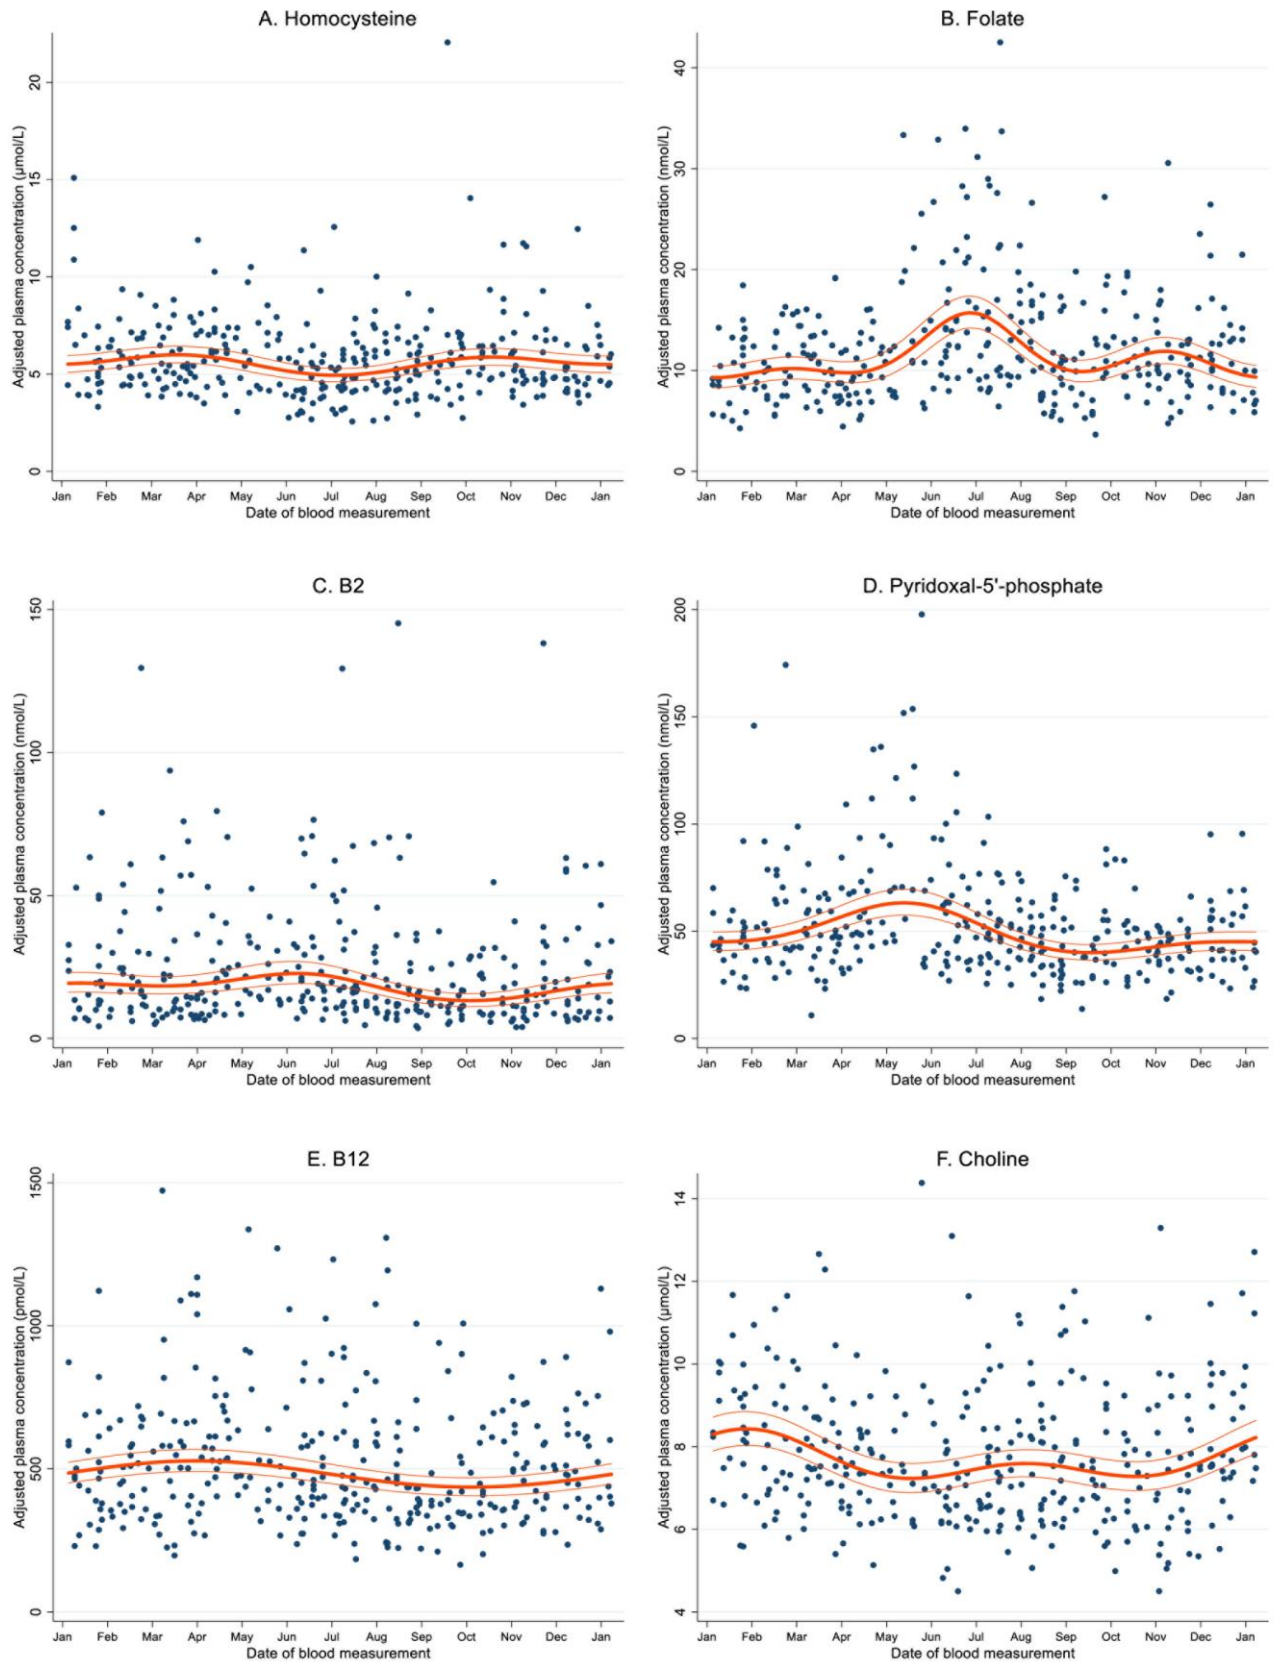 A. Homocysteine
Adjusted plasma concentration (μmol/L)
20
15
10
5
0
Jan Feb Mar Apr May Jun Jul Aug Sep Oct Nov Dec Jan
Date of blood measurement
B. Folate
Adjusted plasma concentration (nmol/L)
40
30
20
10
0
Jan Feb Mar Apr May Jun Jul Aug Sep Oct Nov Dec Jan
Date of blood measurement
C. B2
Adjusted plasma concentration (nmol/L)
150
100
50
0
Jan Feb Mar Apr May Jun Jul Aug Sep Oct Nov Dec Jan
Date of blood measurement
D. Pyridoxal-5'-phosphate
Adjusted plasma concentration (nmol/L)
200
150
100
50
0
Jan Feb Mar Apr May Jun Jul Aug Sep Oct Nov Dec Jan
Date of blood measurement
E. B12
Adjusted plasma concentration (pmol/L)
1500
1000
500
0
Jan Feb Mar Apr May Jun Jul Aug Sep Oct Nov Dec Jan
Date of blood measurement
F. Choline
Adjusted plasma concentration (μmol/L)
14
12
10
8
6
4
Jan Feb Mar Apr May Jun Jul Aug Sep Oct Nov Dec Jan
Date of blood measurement